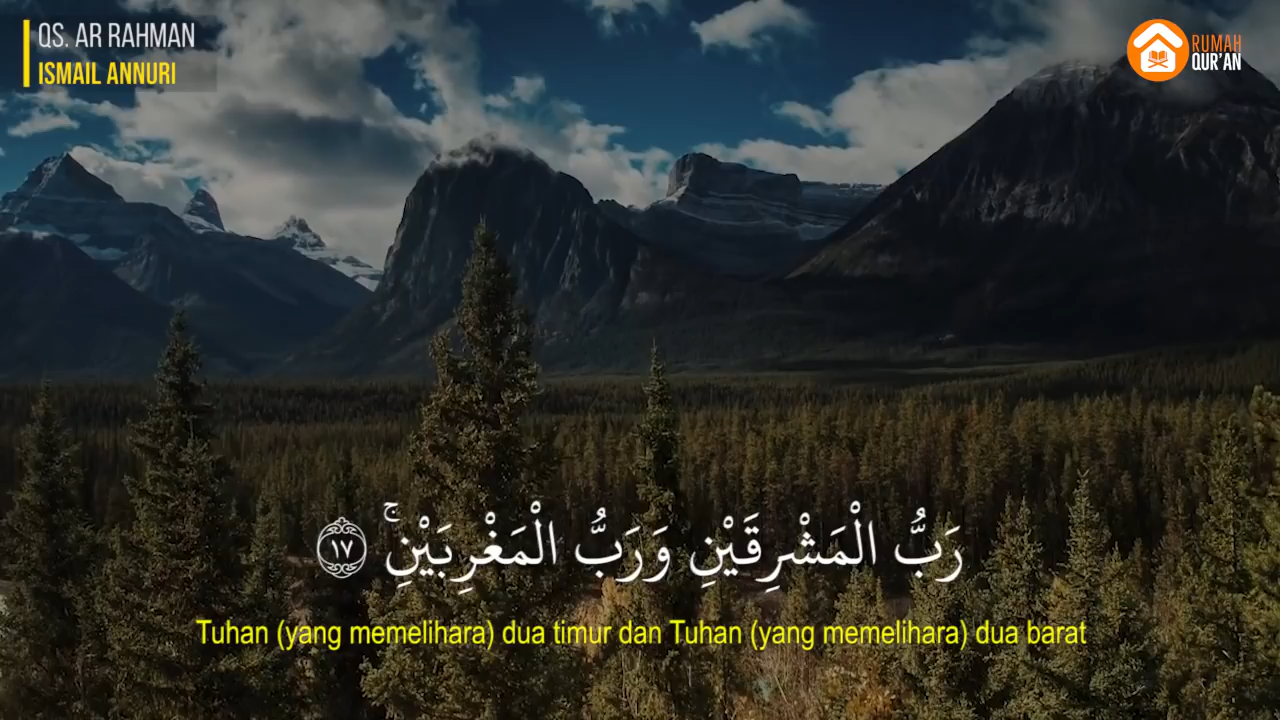 QS. AR RAHMAN
ISMAIL ANNURI
RUMAH
QUR'AN
رَبُّ الْمَشْرِقَيْنِ وَرَبُّ الْمَغْرِبَيْنِۚ ١٧
Tuhan (yang memelihara) dua timur dan Tuhan (yang memelihara) dua barat